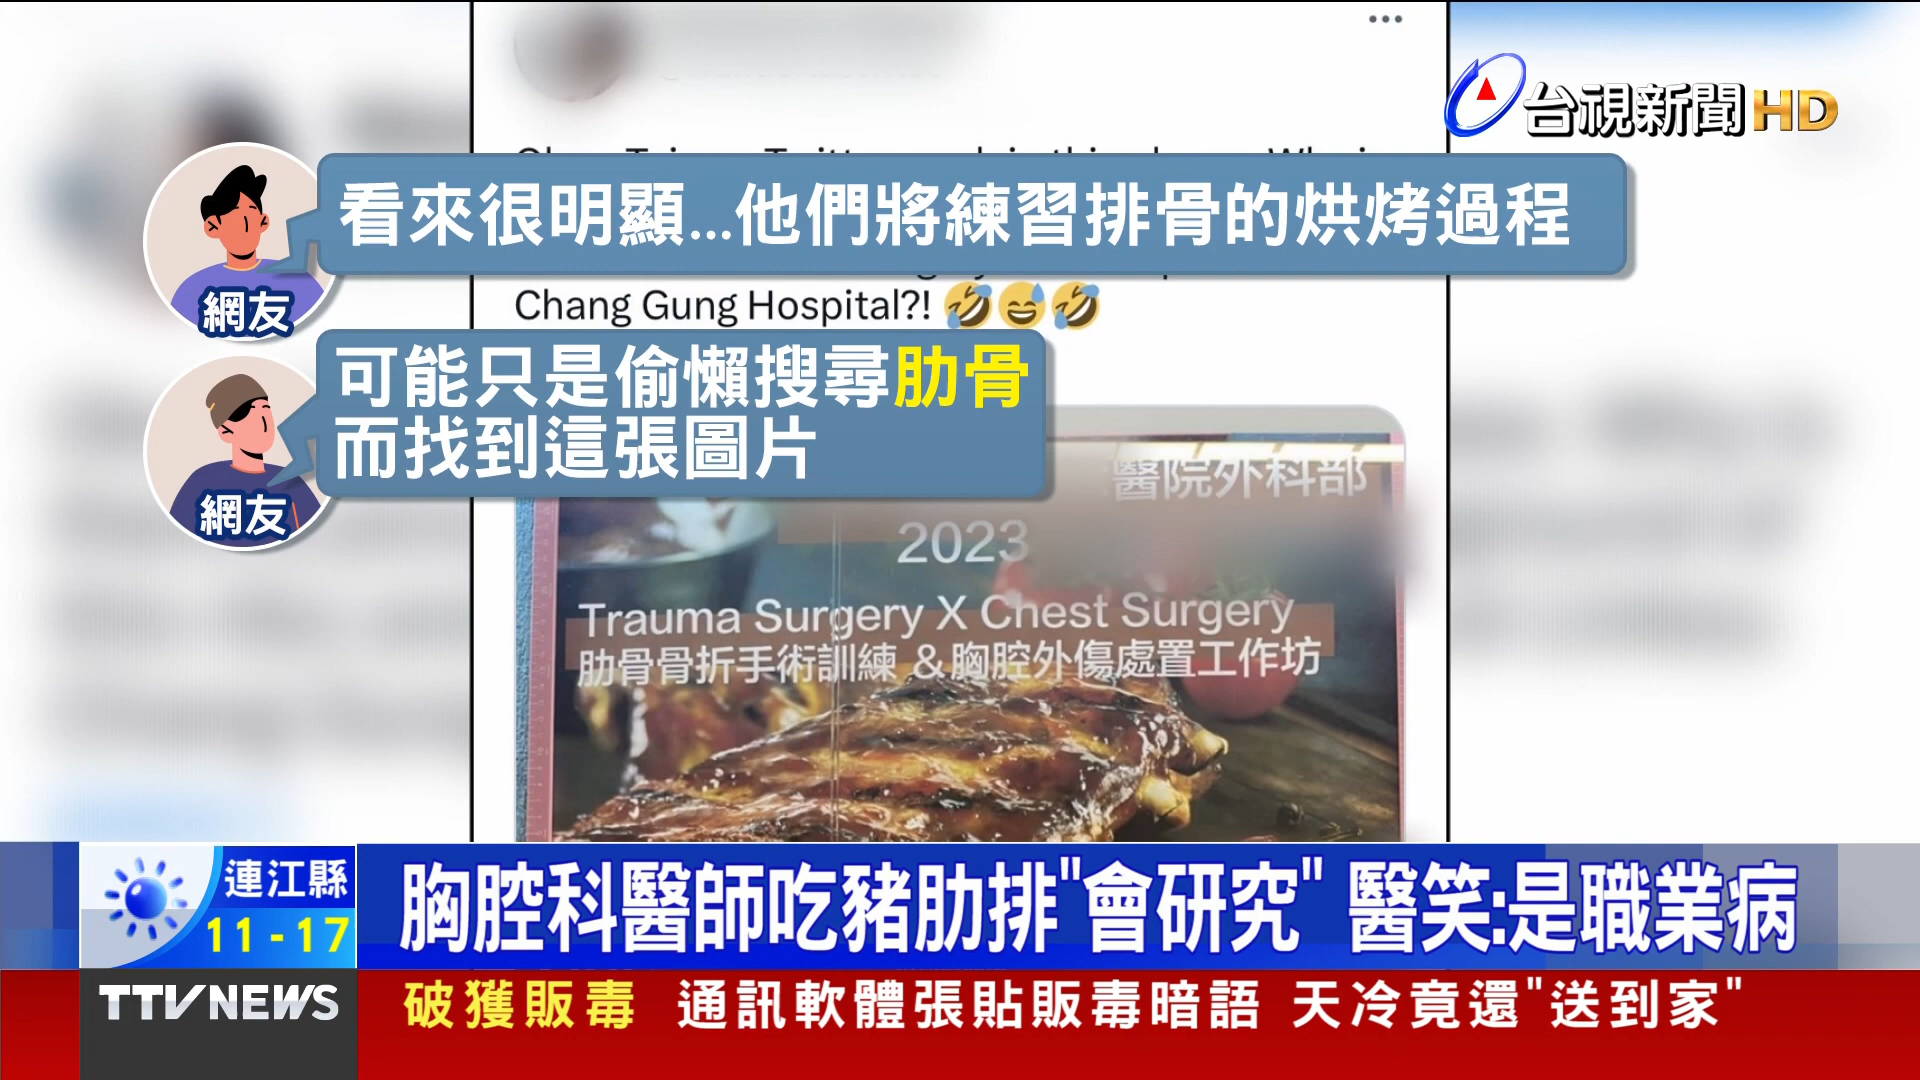 台視新聞HD
看來很明顯...他們將練習排骨的烘烤過程
網友
Chang Gung Hospital?! 🤣😅🤣
可能只是偷懶搜尋肋骨
而找到這張圖片
網友
醫院外科部
2023
Trauma Surgery X Chest Surgery
肋骨骨折手術訓練 &胸腔外傷處置工作坊
連江縣
11-17
胸腔科醫師吃豬肋排"會研究" 醫笑:是職業病
TTV NEWS
破獲販毒 通訊軟體張貼販毒暗語 天冷竟還"送到家"